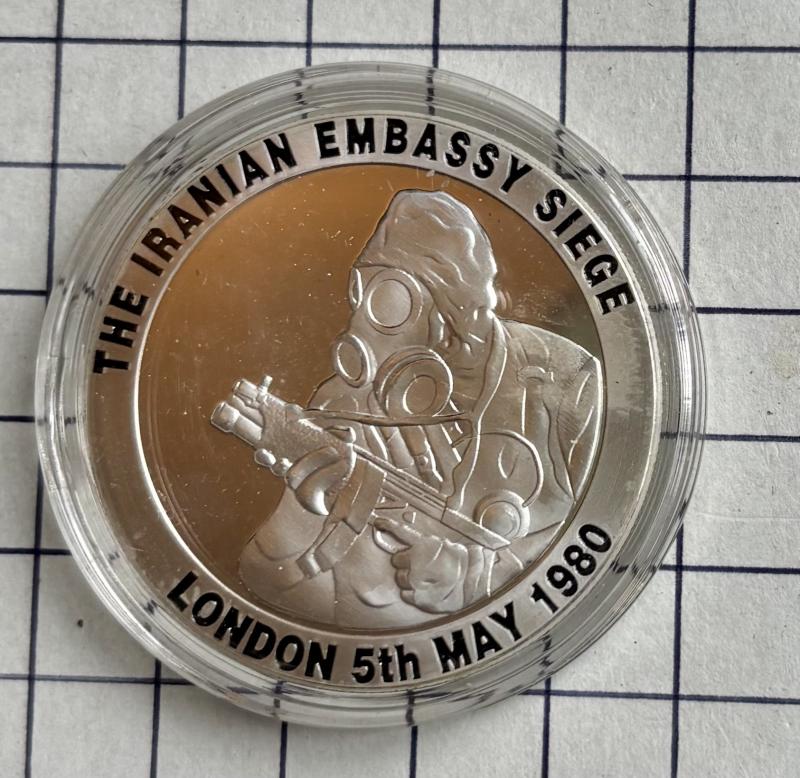 THE IRANIAN EMBASSY SIEGE
LONDON 5th MAY 1980